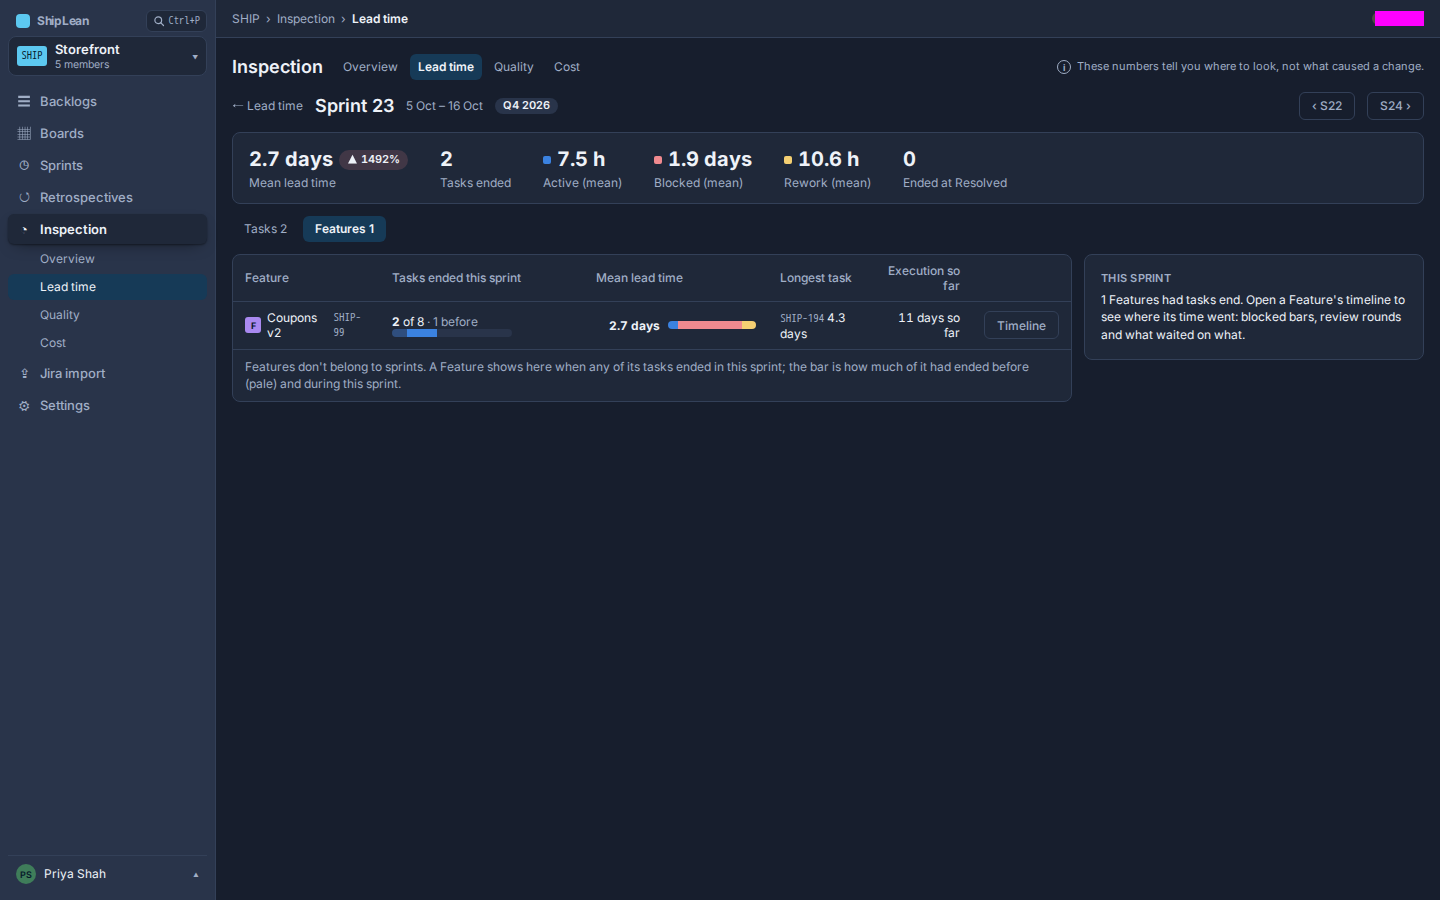 ShipLean
Ctrl+P
SHIP
Storefront
5 members
Backlogs
Boards
Sprints
Retrospectives
Inspection
Overview
Lead time
Quality
Cost
Jira import
Settings
PS
Priya Shah
SHIP › Inspection › Lead time
Inspection
Overview
Lead time
Quality
Cost
These numbers tell you where to look, not what caused a change.
← Lead time
Sprint 23
5 Oct – 16 Oct
Q4 2026
‹ S22
S24 ›
2.7 days
▲ 1492%
Mean lead time
2
Tasks ended
7.5 h
Active (mean)
1.9 days
Blocked (mean)
10.6 h
Rework (mean)
0
Ended at Resolved
Tasks 2
Features 1
Feature
Tasks ended this sprint
Mean lead time
Longest task
Execution so
far
F
Coupons
v2
SHIP-
99
2 of 8 · 1 before
2.7 days
SHIP-194 4.3
days
11 days so
far
Timeline
Features don't belong to sprints. A Feature shows here when any of its tasks ended in this sprint; the bar is how much of it had ended before
(pale) and during this sprint.
THIS SPRINT
1 Features had tasks end. Open a Feature's timeline to
see where its time went: blocked bars, review rounds
and what waited on what.